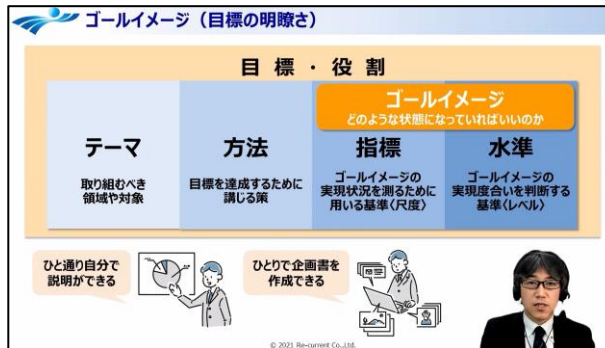 ゴールイメージ（目標の明瞭さ）
目標・役割
ゴールイメージ
どのような状態になっていればいいのか
テーマ
取り組むべき
領域や対象
方法
目標を達成するために
講じる策
指標
ゴールイメージの
実現状況を測るために
用いる基準〈尺度〉
水準
ゴールイメージの
実現度合いを判断する
基準〈レベル〉
ひと通り自分で
説明ができる
ひとりで企画書を
作成できる
© 2021 Re-current Co.,Ltd.